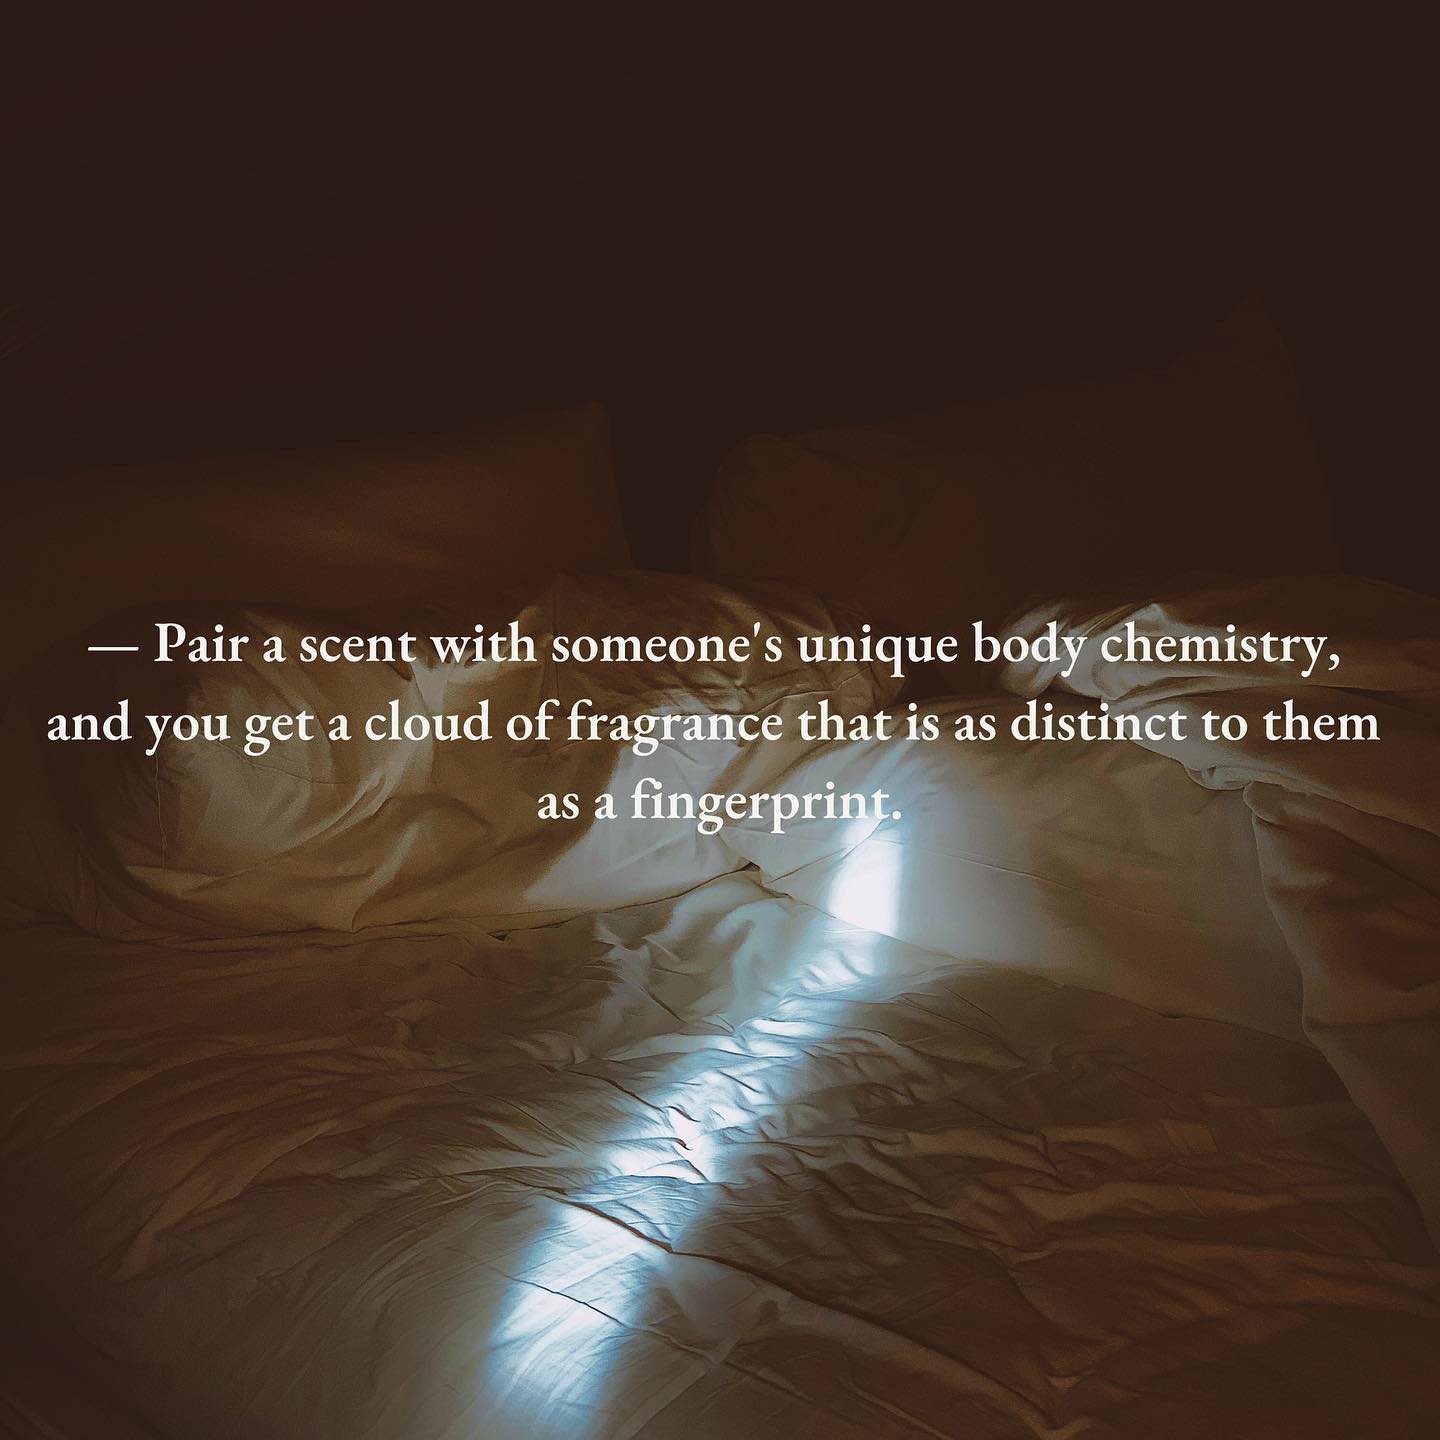 — Pair a scent with someone's unique body chemistry,
and you get a cloud of fragrance that is as distinct to them
as a fingerprint.